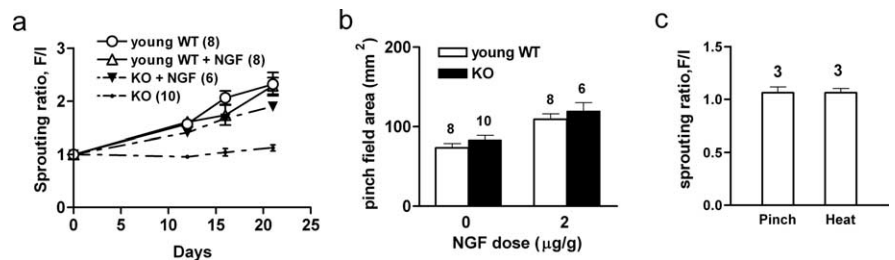 a
young WT (8)
young WT + NGF (8)
KO + NGF (6)
KO (10)
Sprouting ratio, F/I
3
2
1
0
0 5 10 15 20 25
Days
b
young WT
KO
pinch field area (mm²)
200
100
0
8 10 8 6
0 2
NGF dose (µg/g)
c
sprouting ratio,F/I
1.5
1.0
0.5
0.0
3 3
Pinch Heat